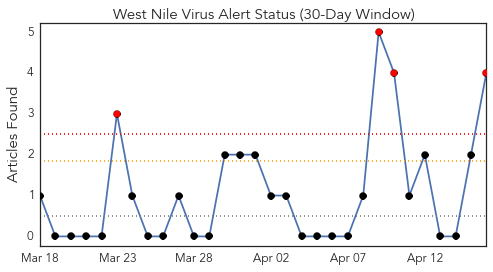 West Nile Virus Alert Status (30-Day Window)
Articles Found
5
4
3
2
1
0
Mar 18 Mar 23 Mar 28 Apr 02 Apr 07 Apr 12